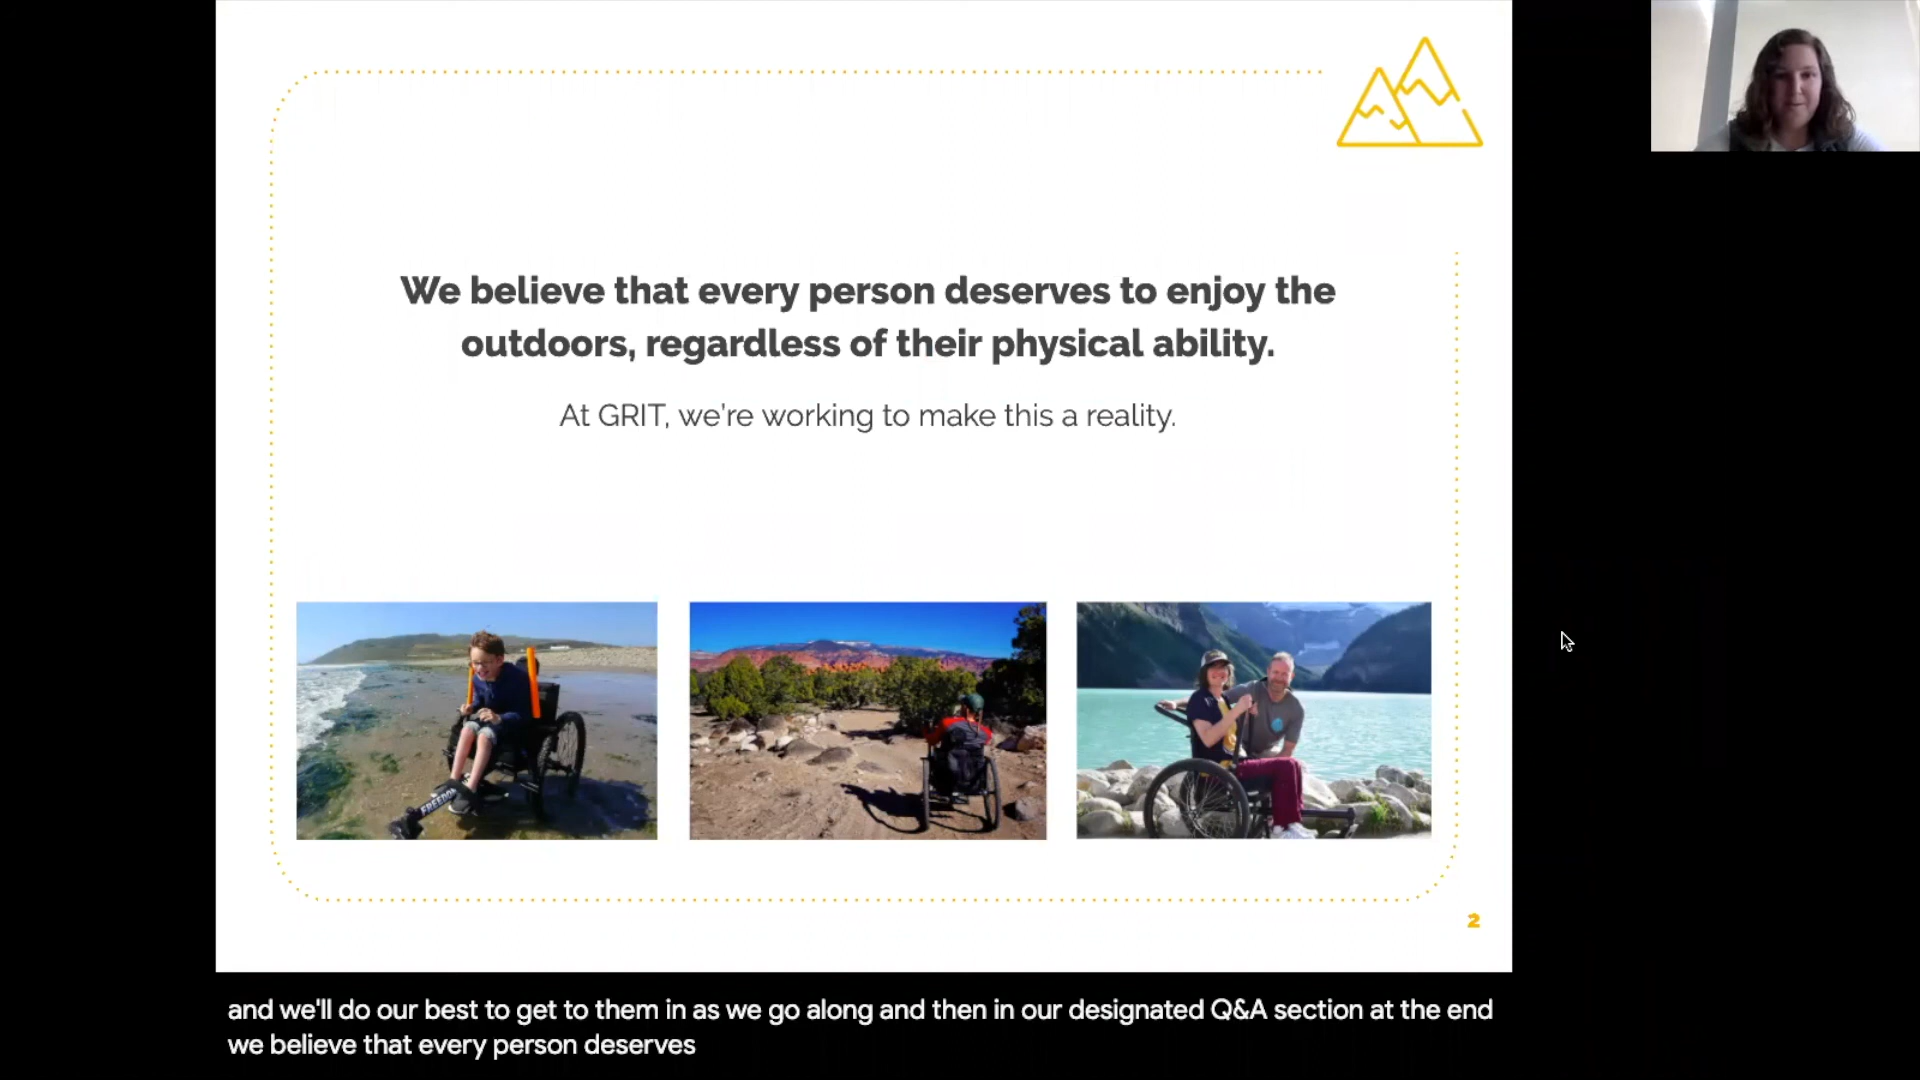 We believe that every person deserves to enjoy the
outdoors, regardless of their physical ability.
At GRIT, we're working to make this a reality.
FREEDOM
2
and we'll do our best to get to them in as we go along and then in our designated Q&A section at the end
we believe that every person deserves